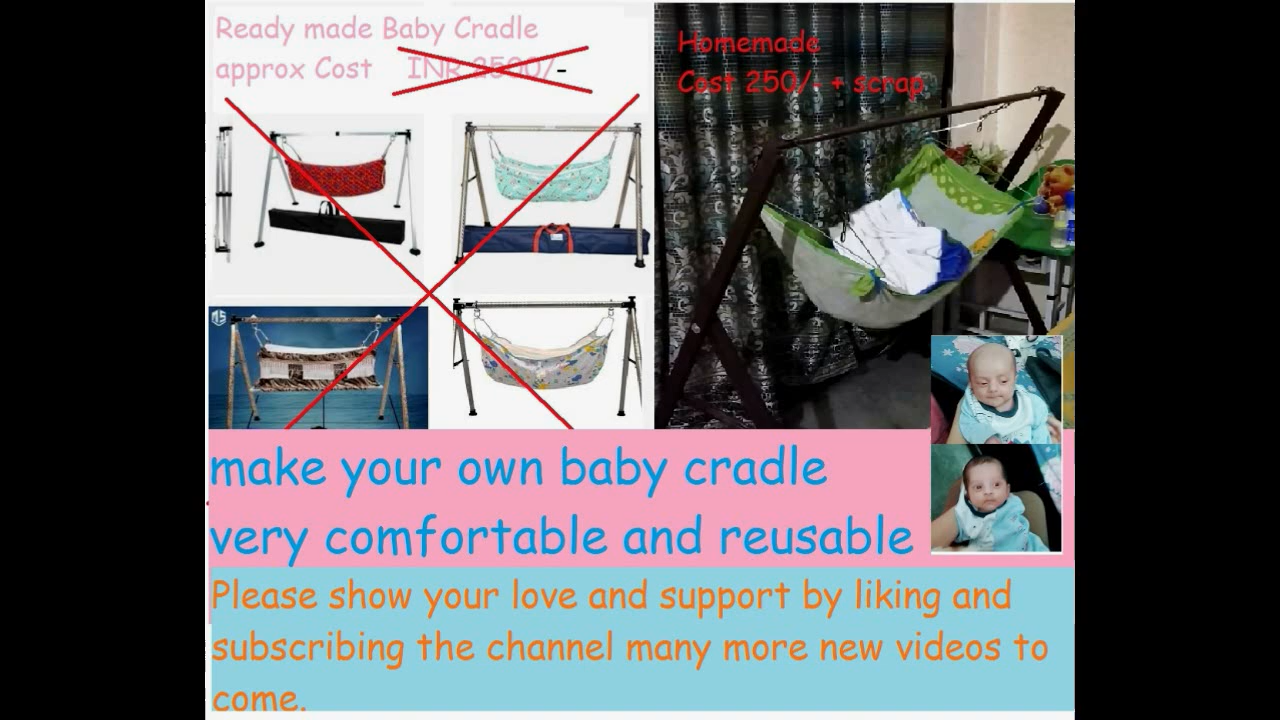 Ready made Baby Cradle
approx Cost INR 3500/-
Homemade
Cost 250/- + scrap
make your own baby cradle
very comfortable and reusable
Please show your love and support by liking and
subscribing the channel many more new videos to
come.